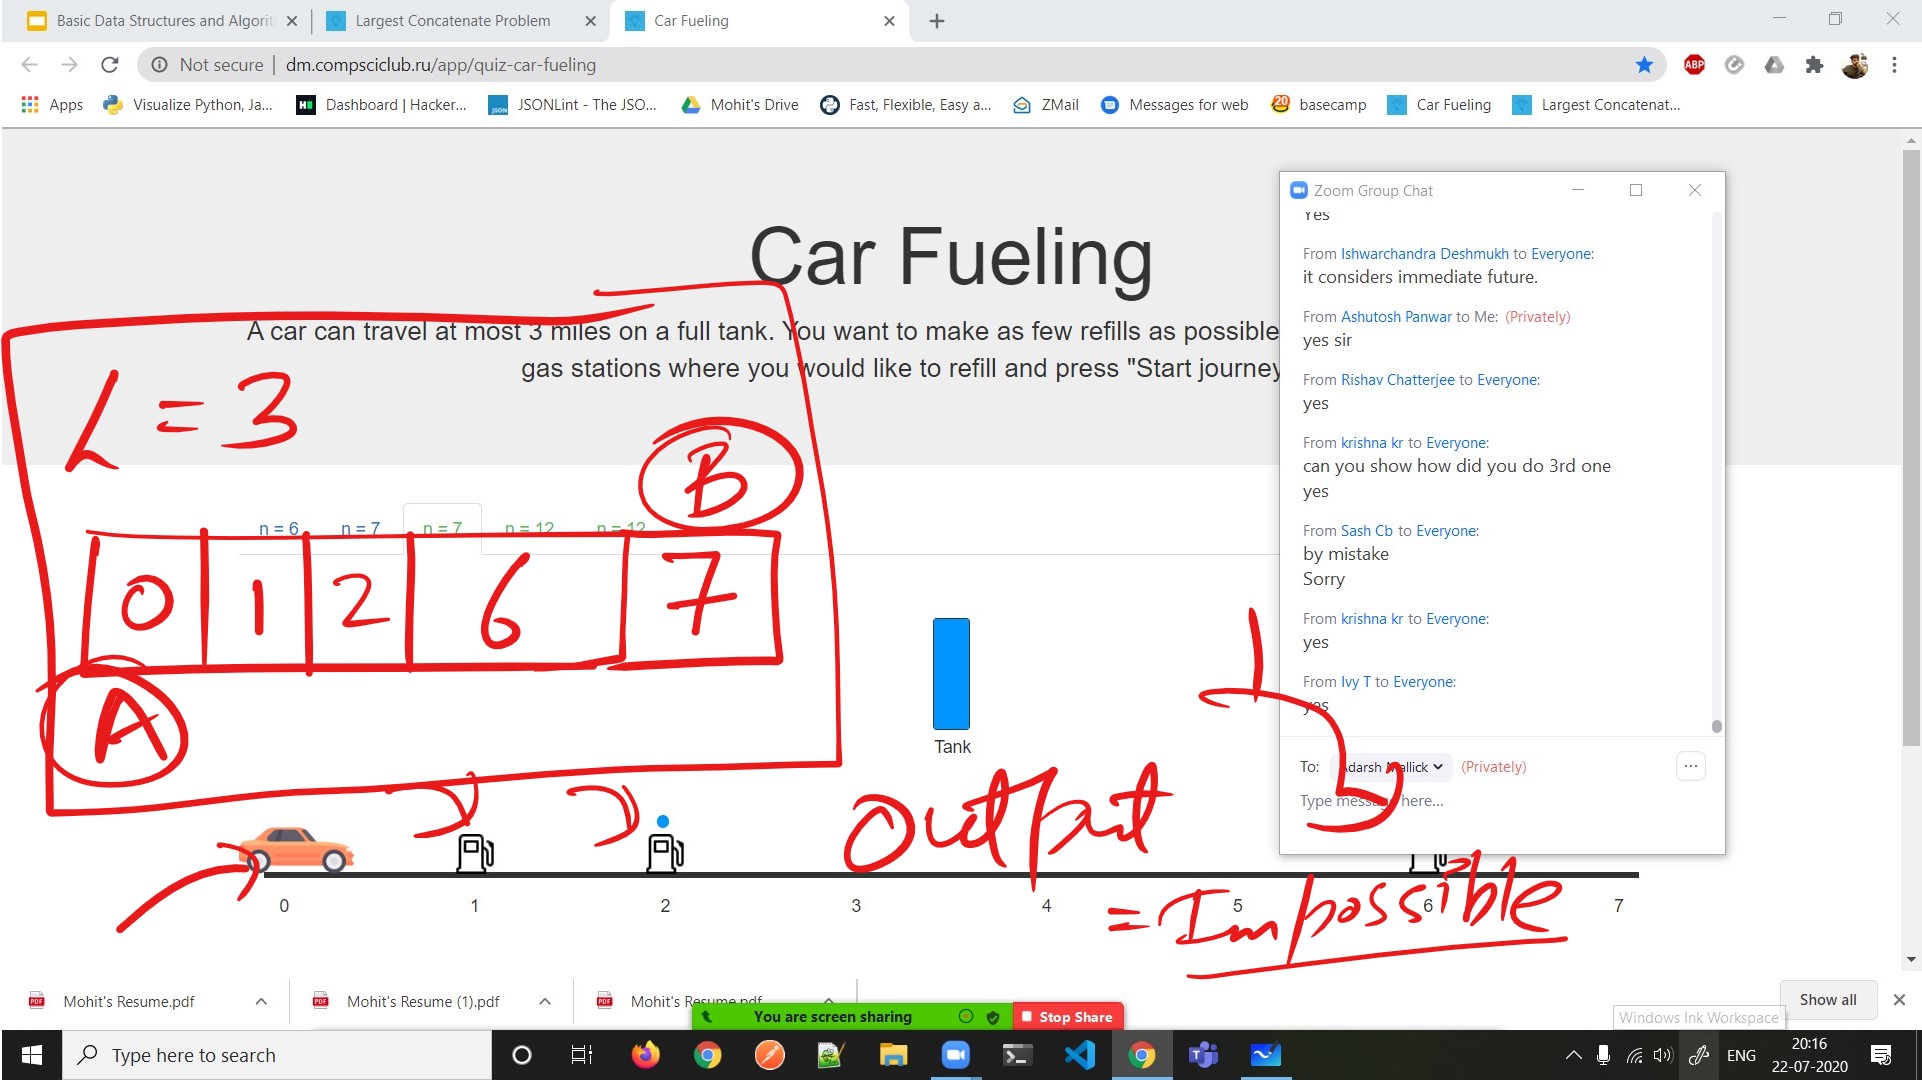 Basic Data Structures and Algorit
Largest Concatenate Problem
Car Fueling
Not secure | dm.compsciclub.ru/app/quiz-car-fueling
ABP
Apps
Visualize Python, Ja...
Dashboard | Hacker...
JSONLint - The JSO...
Mohit's Drive
Fast, Flexible, Easy a...
ZMail
Messages for web
basecamp
Car Fueling
Largest Concatenat...
Car Fueling
A car can travel at most 3 miles on a full tank. You want to make as few refills as possible
gas stations where you would like to refill and press "Start journey
L = 3
B
n = 6 n = 7 n = 7 n = 12 n = 12
0 1 2 6 7
A
Tank
output
= Impossible
0 1 2 3 4 5 6 7
Zoom Group Chat
Yes
From Ishwarchandra Deshmukh to Everyone:
it considers immediate future.
From Ashutosh Panwar to Me: (Privately)
yes sir
From Rishav Chatterjee to Everyone:
yes
From krishna kr to Everyone:
can you show how did you do 3rd one
yes
From Sash Cb to Everyone:
by mistake
Sorry
From krishna kr to Everyone:
yes
From Ivy T to Everyone:
yes
To: Adarsh Mallick (Privately)
Type message here...
Mohit's Resume.pdf
Mohit's Resume (1).pdf
Mohit's Resume.pdf
Show all
You are screen sharing
Stop Share
Windows Ink Workspace
Type here to search
ENG
20:16
22-07-2020